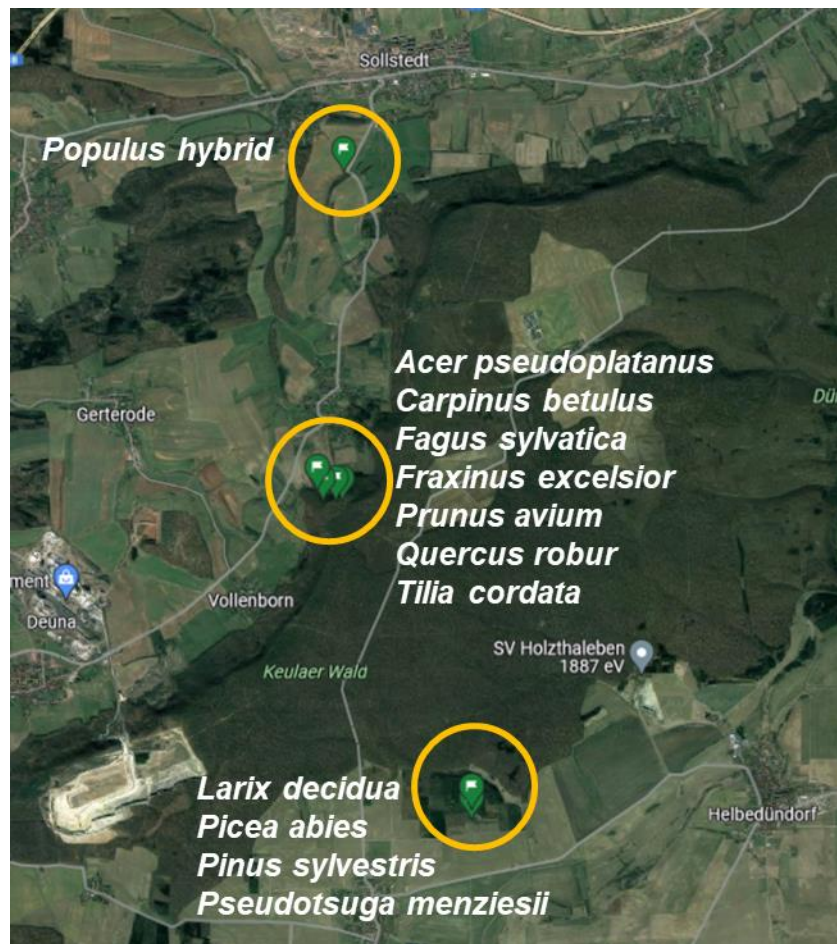 Sollstedt
Populus hybrid
Acer pseudoplatanus
Carpinus betulus
Gerterode
Fagus sylvatica
Fraxinus excelsior
Prunus avium
Quercus robur
ment
Tilia cordata
Vollenborn
Deuna
SV Holzthaleben
1887 eV
Keulaer Wald
Larix decidua
Picea abies
Helbedündorf
Pinus sylvestris
Pseudotsuga menziesii